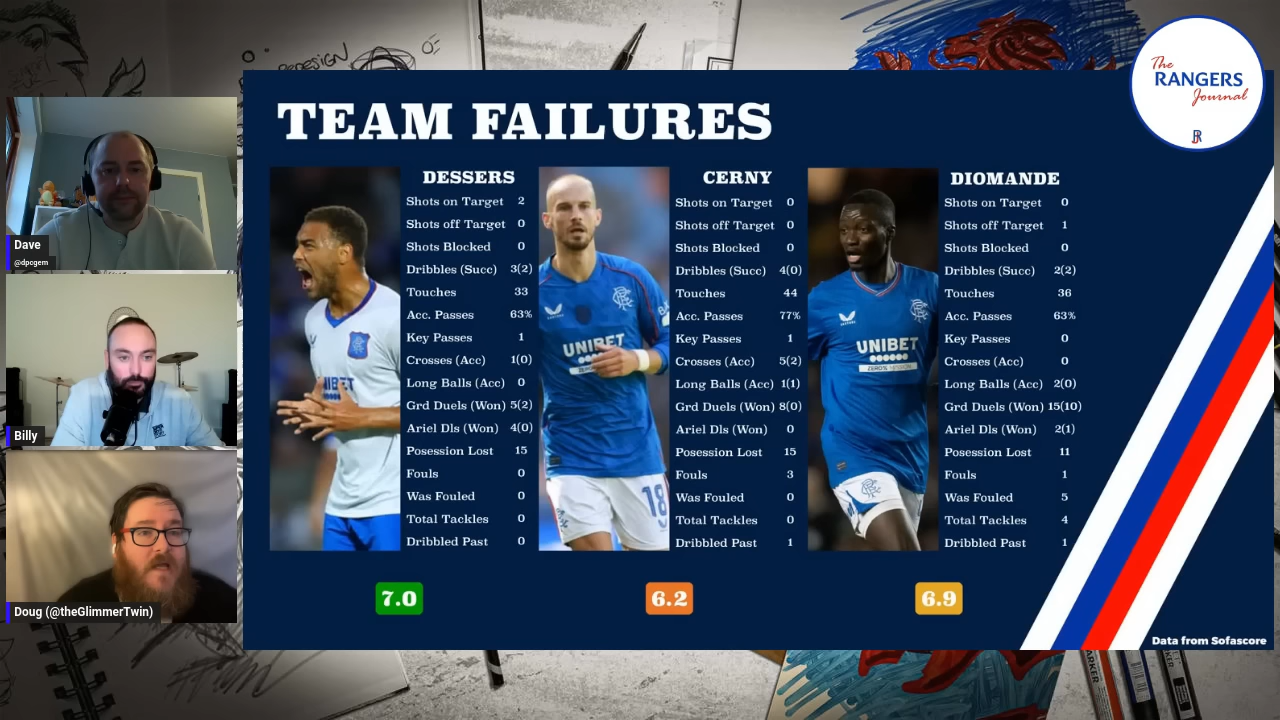 REDESIGN
The
RANGERS
Journal
TEAM FAILURES
DESSERS
Shots on Target 2
Shots off Target 0
Shots Blocked 0
Dribbles (Succ) 3(2)
Touches 33
Acc. Passes 63%
Key Passes 1
Crosses (Acc) 1(0)
Long Balls (Acc) 0
Grd Duels (Won) 5(2)
Ariel Dls (Won) 4(0)
Posession Lost 15
Fouls 0
Was Fouled 0
Total Tackles 0
Dribbled Past 0
7.0
CERNY
Shots on Target 0
Shots off Target 0
Shots Blocked 0
Dribbles (Succ) 4(0)
Touches 44
Acc. Passes 77%
Key Passes 1
Crosses (Acc) 5(2)
Long Balls (Acc) 1(1)
Grd Duels (Won) 8(0)
Ariel Dls (Won) 0
Posession Lost 15
Fouls 3
Was Fouled 0
Total Tackles 0
Dribbled Past 1
6.2
DIOMANDE
Shots on Target 0
Shots off Target 1
Shots Blocked 0
Dribbles (Succ) 2(2)
Touches 36
Acc. Passes 63%
Key Passes 0
Crosses (Acc) 0
Long Balls (Acc) 2(0)
Grd Duels (Won) 15(10)
Ariel Dls (Won) 2(1)
Posession Lost 11
Fouls 1
Was Fouled 5
Total Tackles 4
Dribbled Past 1
6.9
UNIBET
18
UNIBET
Data from Sofascore
Dave
@dpcgem
Billy
Doug (@theGlimmerTwin)
MARKER